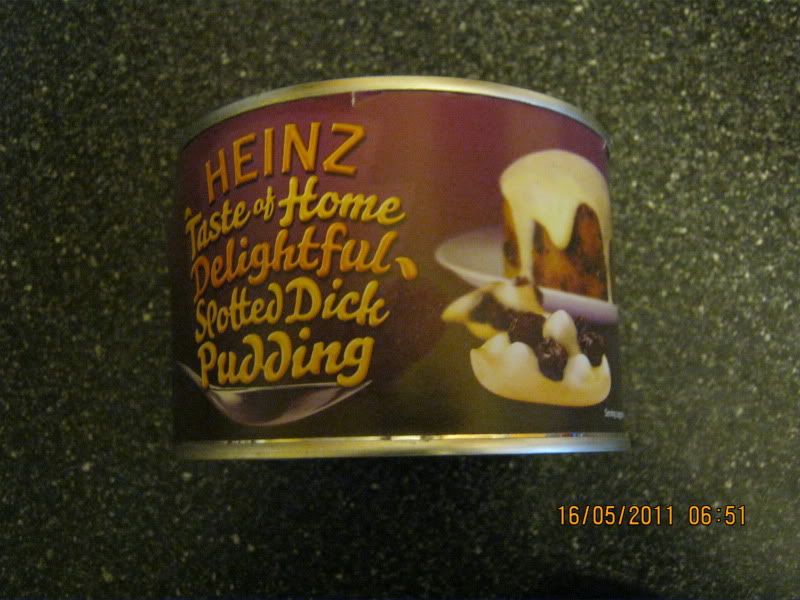 HEINZ
Taste of Home
Delightful
Spotted Dick
Pudding
16/05/2011 06:51